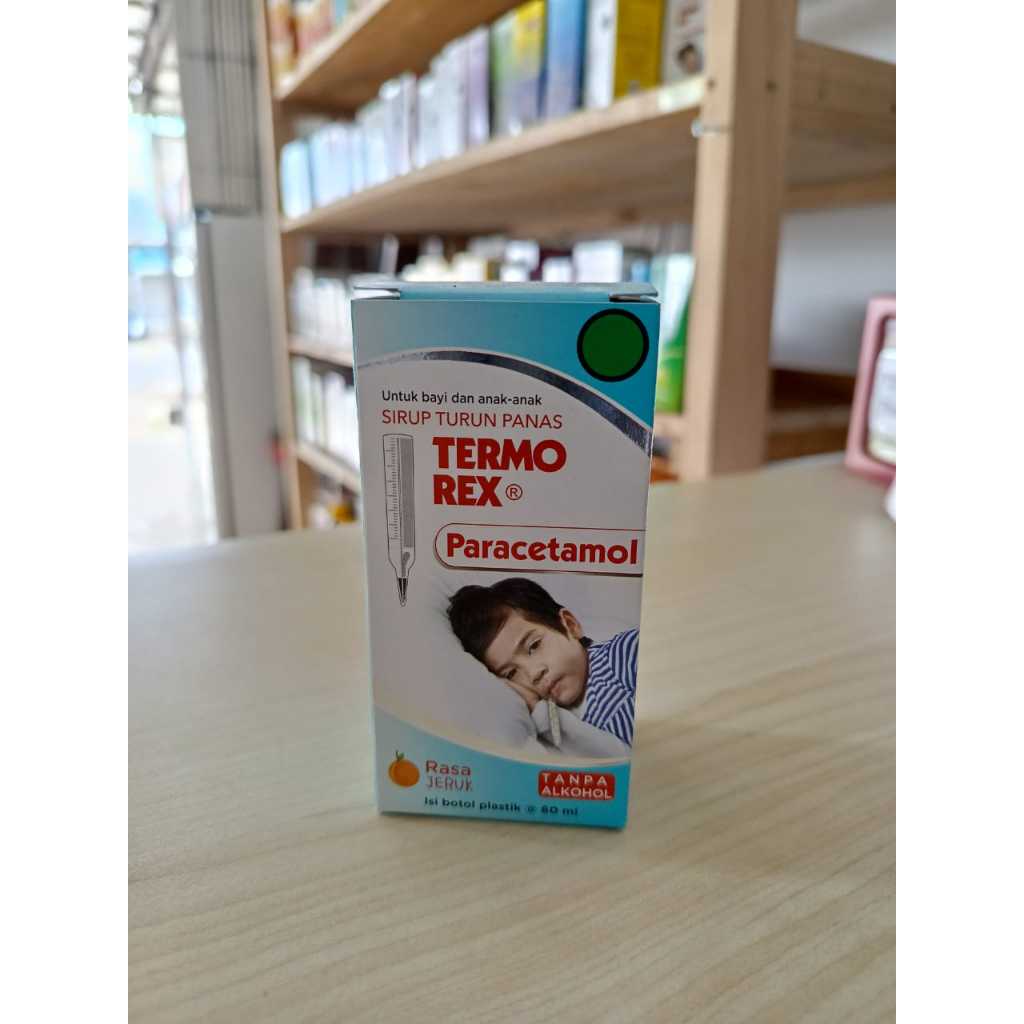 Untuk bayi dan anak-anak
SIRUP TURUN PANAS
TERMO
REX®
Paracetamol
Rasa
JERUK
TANPA
ALKOHOL
Isi botol plastik @ 60 ml